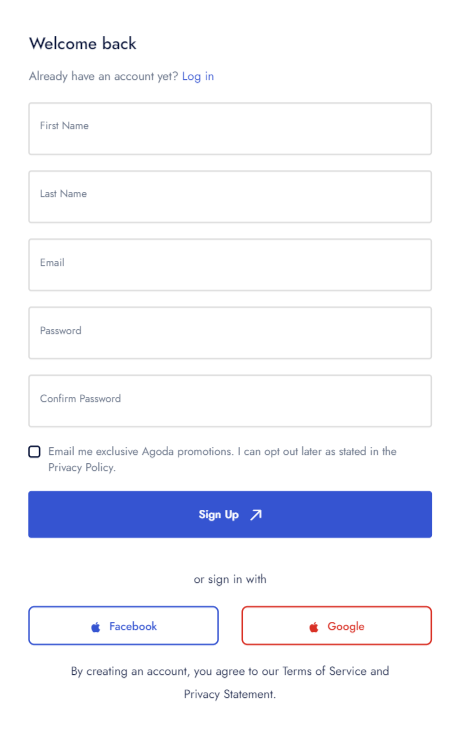 Welcome back
Already have an account yet? Log in
First Name
Last Name
Email
Password
Confirm Password
Email me exclusive Agoda promotions. I can opt out later as stated in the
Privacy Policy.
Sign Up
or sign in with
Facebook
Google
By creating an account, you agree to our Terms of Service and
Privacy Statement.